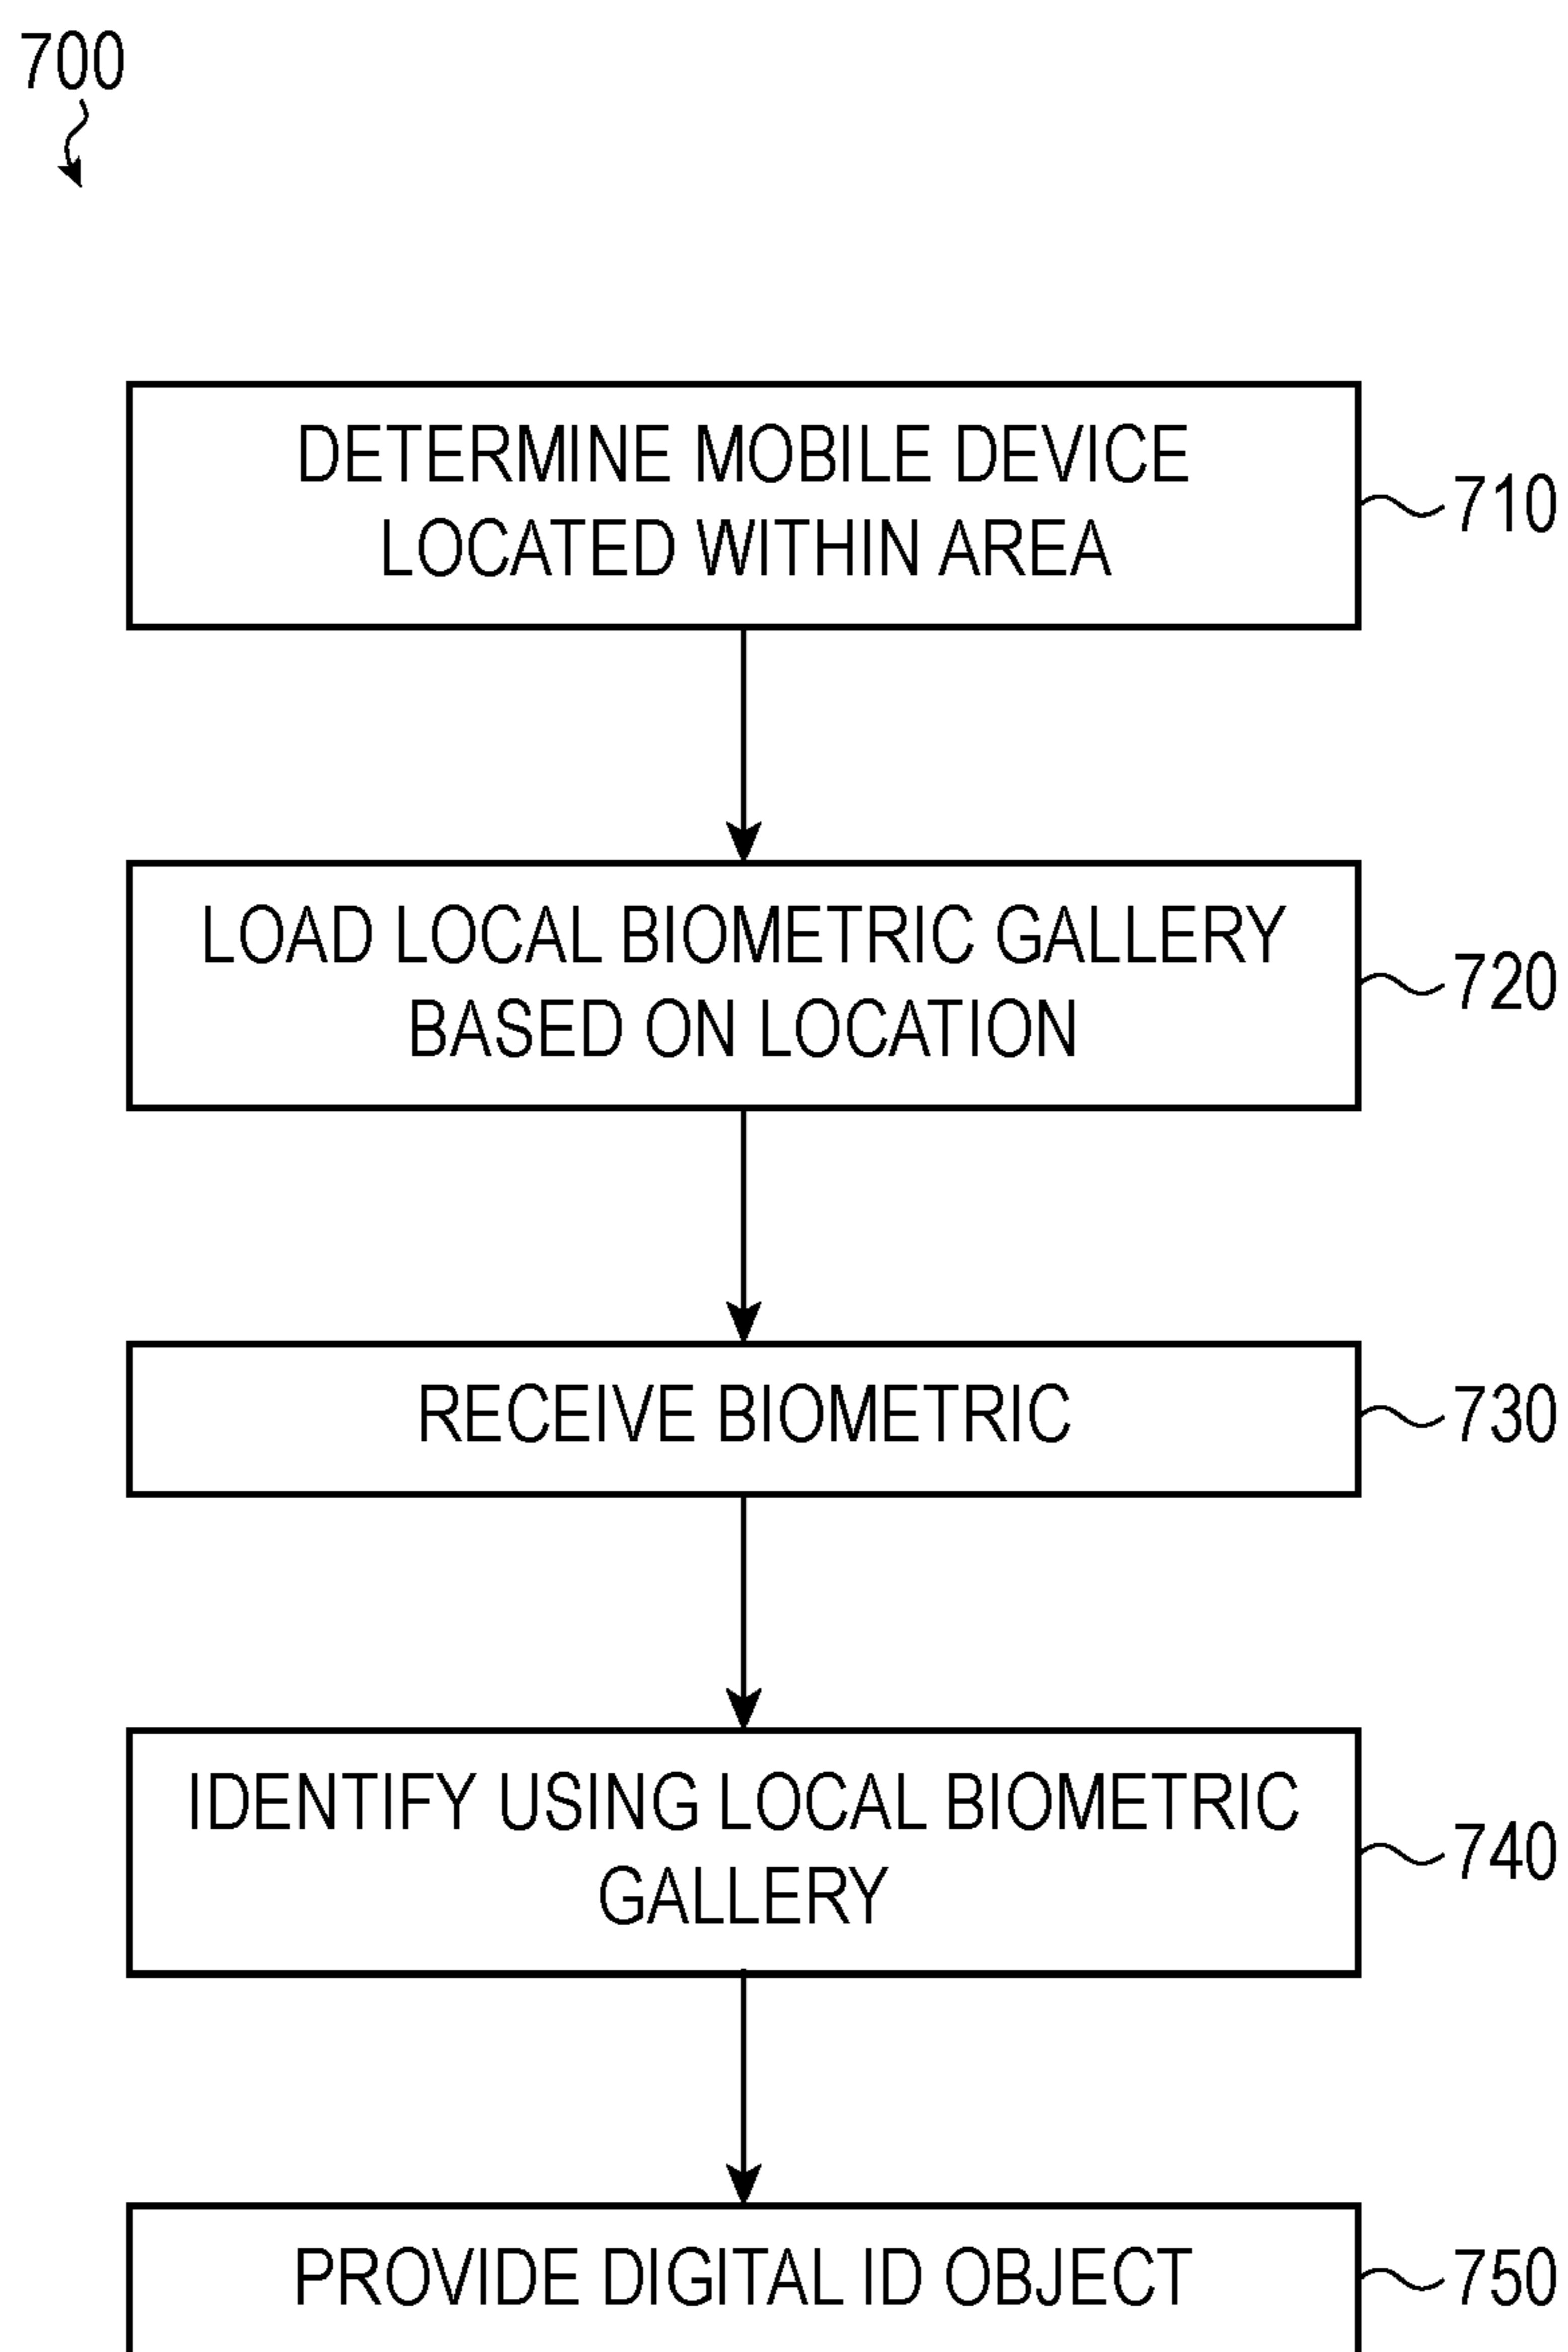 700
DETERMINE MOBILE DEVICE
LOCATED WITHIN AREA
710
LOAD LOCAL BIOMETRIC GALLERY
BASED ON LOCATION
720
RECEIVE BIOMETRIC
730
IDENTIFY USING LOCAL BIOMETRIC
GALLERY
740
PROVIDE DIGITAL ID OBJECT
750